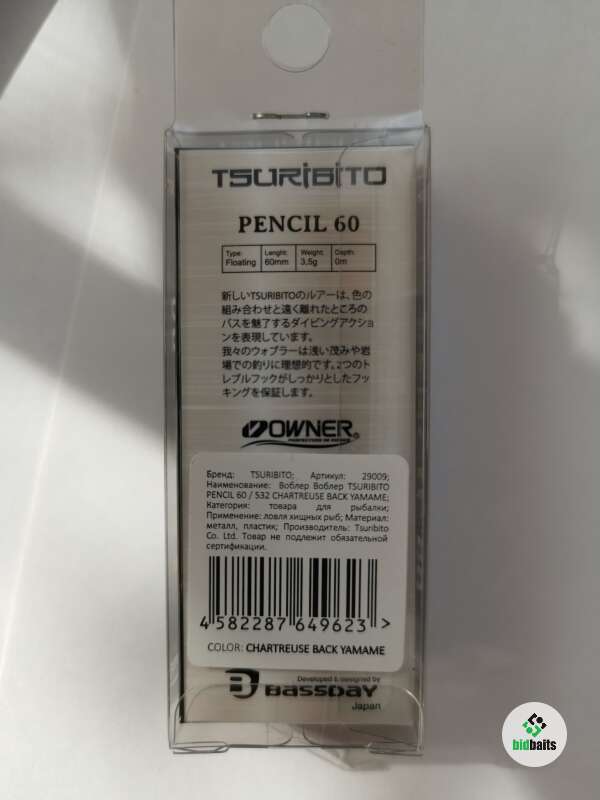 TSURIBITO
PENCIL 60
Type: Lenght: Weight: Depth:
Floating 60mm 3,5g 0m
新しいTSURIBITOのルアーは、色の
組み合わせと遠く離れたところの
バスを魅了するダイビングアクショ
ンを表現しています。
我々のウォブラーは浅い茂みや岩
場での釣りに理想的です。2つのト
レブルフックがしっかりとしたフッ
キングを保証します。
OWNER®
Бренд: TSURIBITO; Артикул: 29009;
Наименование: Воблер Воблер TSURIBITO
PENCIL 60 / 532 CHARTREUSE BACK YAMAME;
Категория: товара для рыбалки;
Применение: ловля хищных рыб; Материал:
металл, пластик; Производитель: Tsuribito
Co. Ltd. Товар не подлежит обязательной
сертификации.
4 582287 649623 >
COLOR: CHARTREUSE BACK YAMAME
Developed & designed by
BASSDAY
Japan
bidbaits